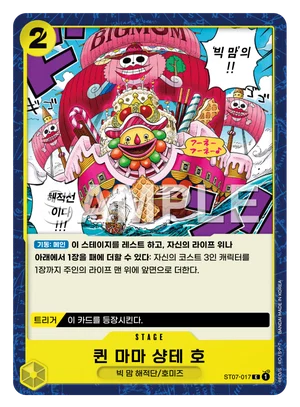 2
BIGMOM
'빅 맘'의
!!
해적선
이다
!!!
SAMPLE
기동: 메인 이 스테이지를 레스트 하고, 자신의 라이프 위나
아래에서 1장을 패에 더할 수 있다: 자신의 코스트 3인 캐릭터를
1장까지 주인의 라이프 맨 위에 앞면으로 더한다.
트리거 이 카드를 등장시킨다.
STAGE
퀸 마마 샹테 호
빅 맘 해적단/호미즈
ST07-017 C 1